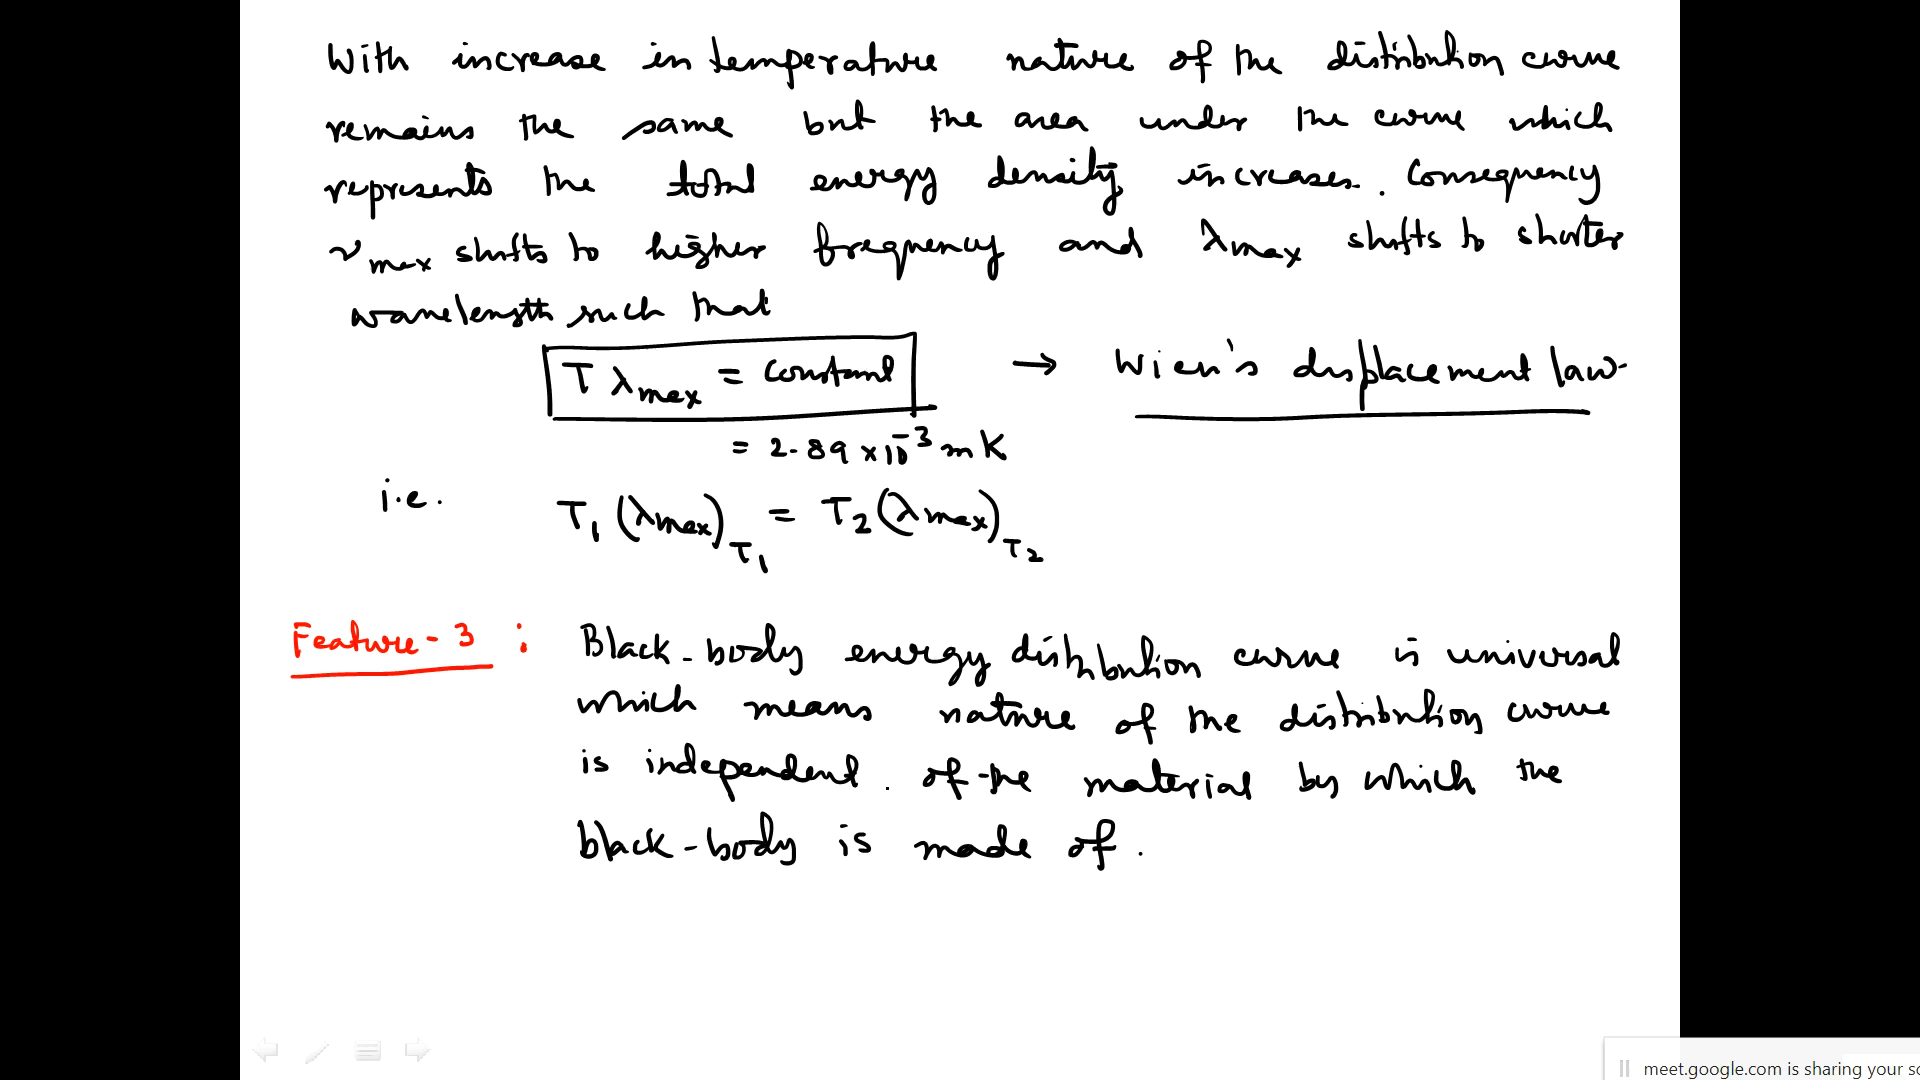 With increase in temperature nature of the distribution curve
remains the same but the area under the curve which
represents the total energy density increases. Consequency
νmax shifts to higher frequency and λmax shifts to shorter
wavelength such that
T λmax = Constant → Wien's displacement law.
= 2.89 × 10⁻³ m K
i.e. T₁ (λmax)T₁ = T₂ (λmax)T₂
Feature-3 : Black-body energy distribution curve is universal
which means nature of the distribution curve
is independent. of the material by which the
black-body is made of.
meet.google.com is sharing your sc